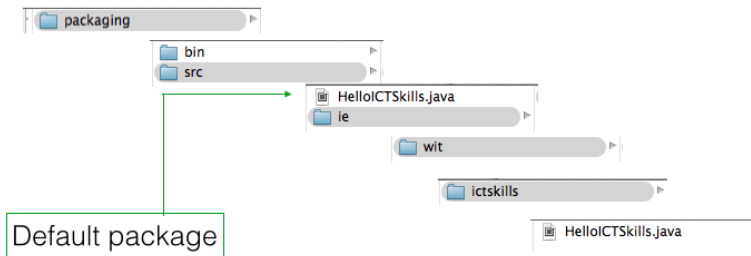 packaging
bin
src
HelloICTSkills.java
ie
wit
ictskills
Default package
HelloICTSkills.java